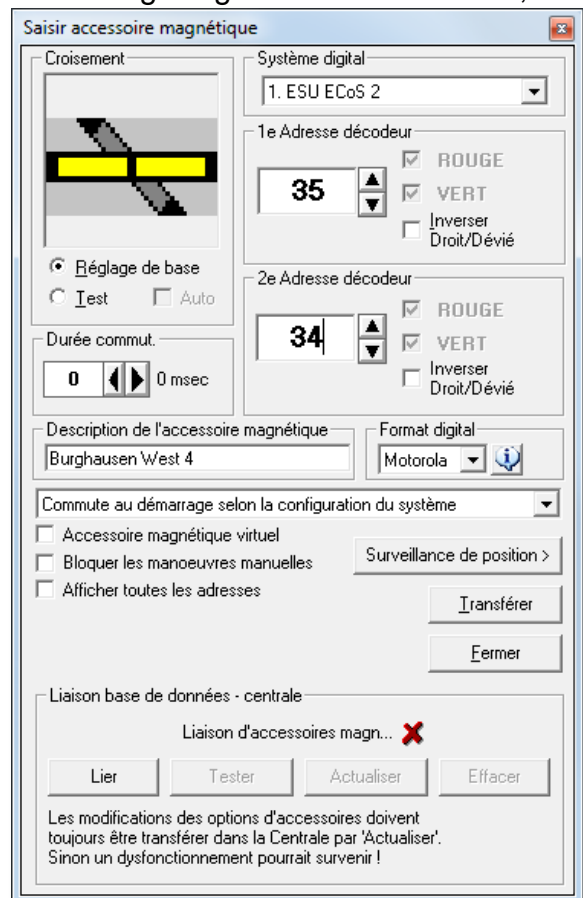 Saisir accessoire magnétique
Croisement
Réglage de base
Test
Auto
Durée commut.
0
0 msec
Système digital
1. ESU ECoS 2
1e Adresse décodeur
35
ROUGE
VERT
Inverser
Droit/Dévié
2e Adresse décodeur
34
ROUGE
VERT
Inverser
Droit/Dévié
Description de l'accessoire magnétique
Burghausen West 4
Format digital
Motorola
Commute au démarrage selon la configuration du système
Accessoire magnétique virtuel
Bloquer les manoeuvres manuelles
Afficher toutes les adresses
Surveillance de position >
Transférer
Fermer
Liaison base de données - centrale
Liaison d'accessoires magn...
Lier
Tester
Actualiser
Effacer
Les modifications des options d'accessoires doivent
toujours être transférer dans la Centrale par 'Actualiser'.
Sinon un dysfonctionnement pourrait survenir !